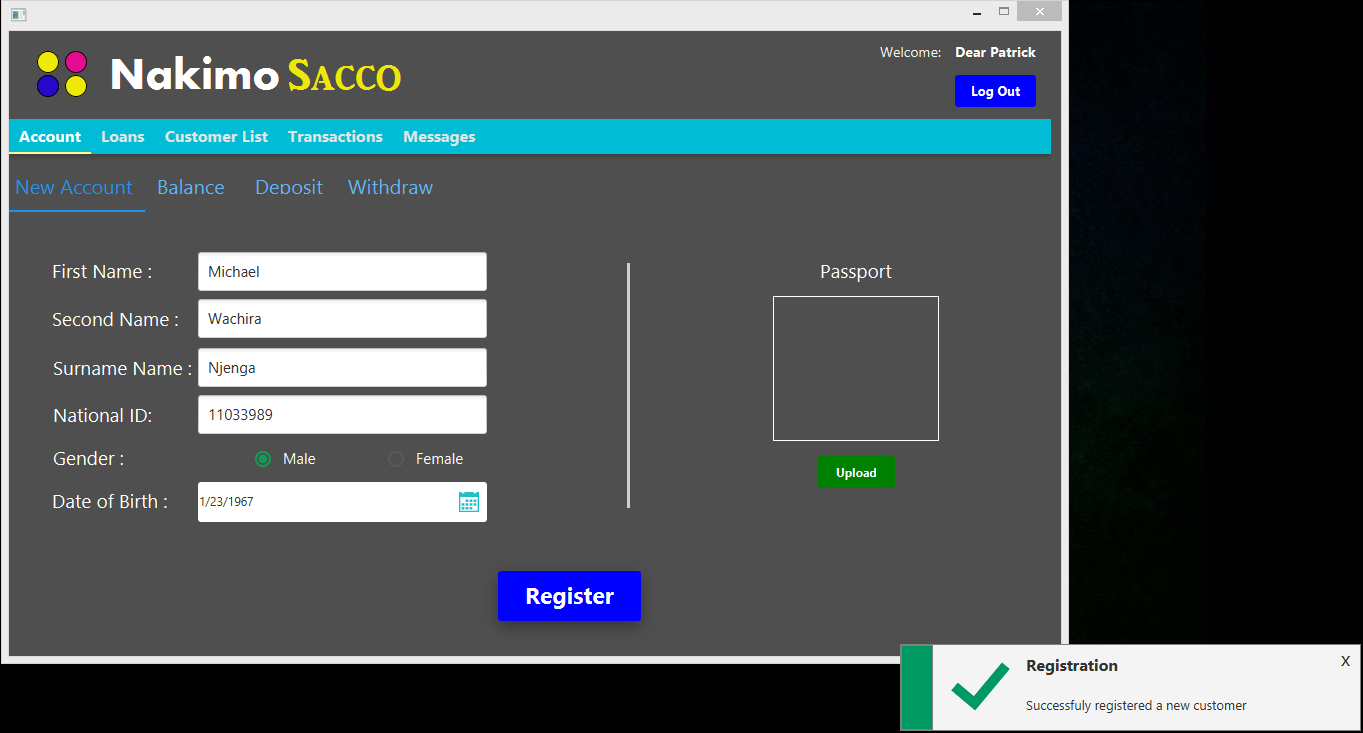 Welcome: Dear Patrick
Nakimo SACCO
Log Out
Account Loans Customer List Transactions Messages
New Account Balance Deposit Withdraw
First Name : Michael
Passport
Second Name : Wachira
Surname Name : Njenga
National ID: 11033989
Gender : Male Female
Upload
Date of Birth : 1/23/1967
Register
Registration X
Successfuly registered a new customer